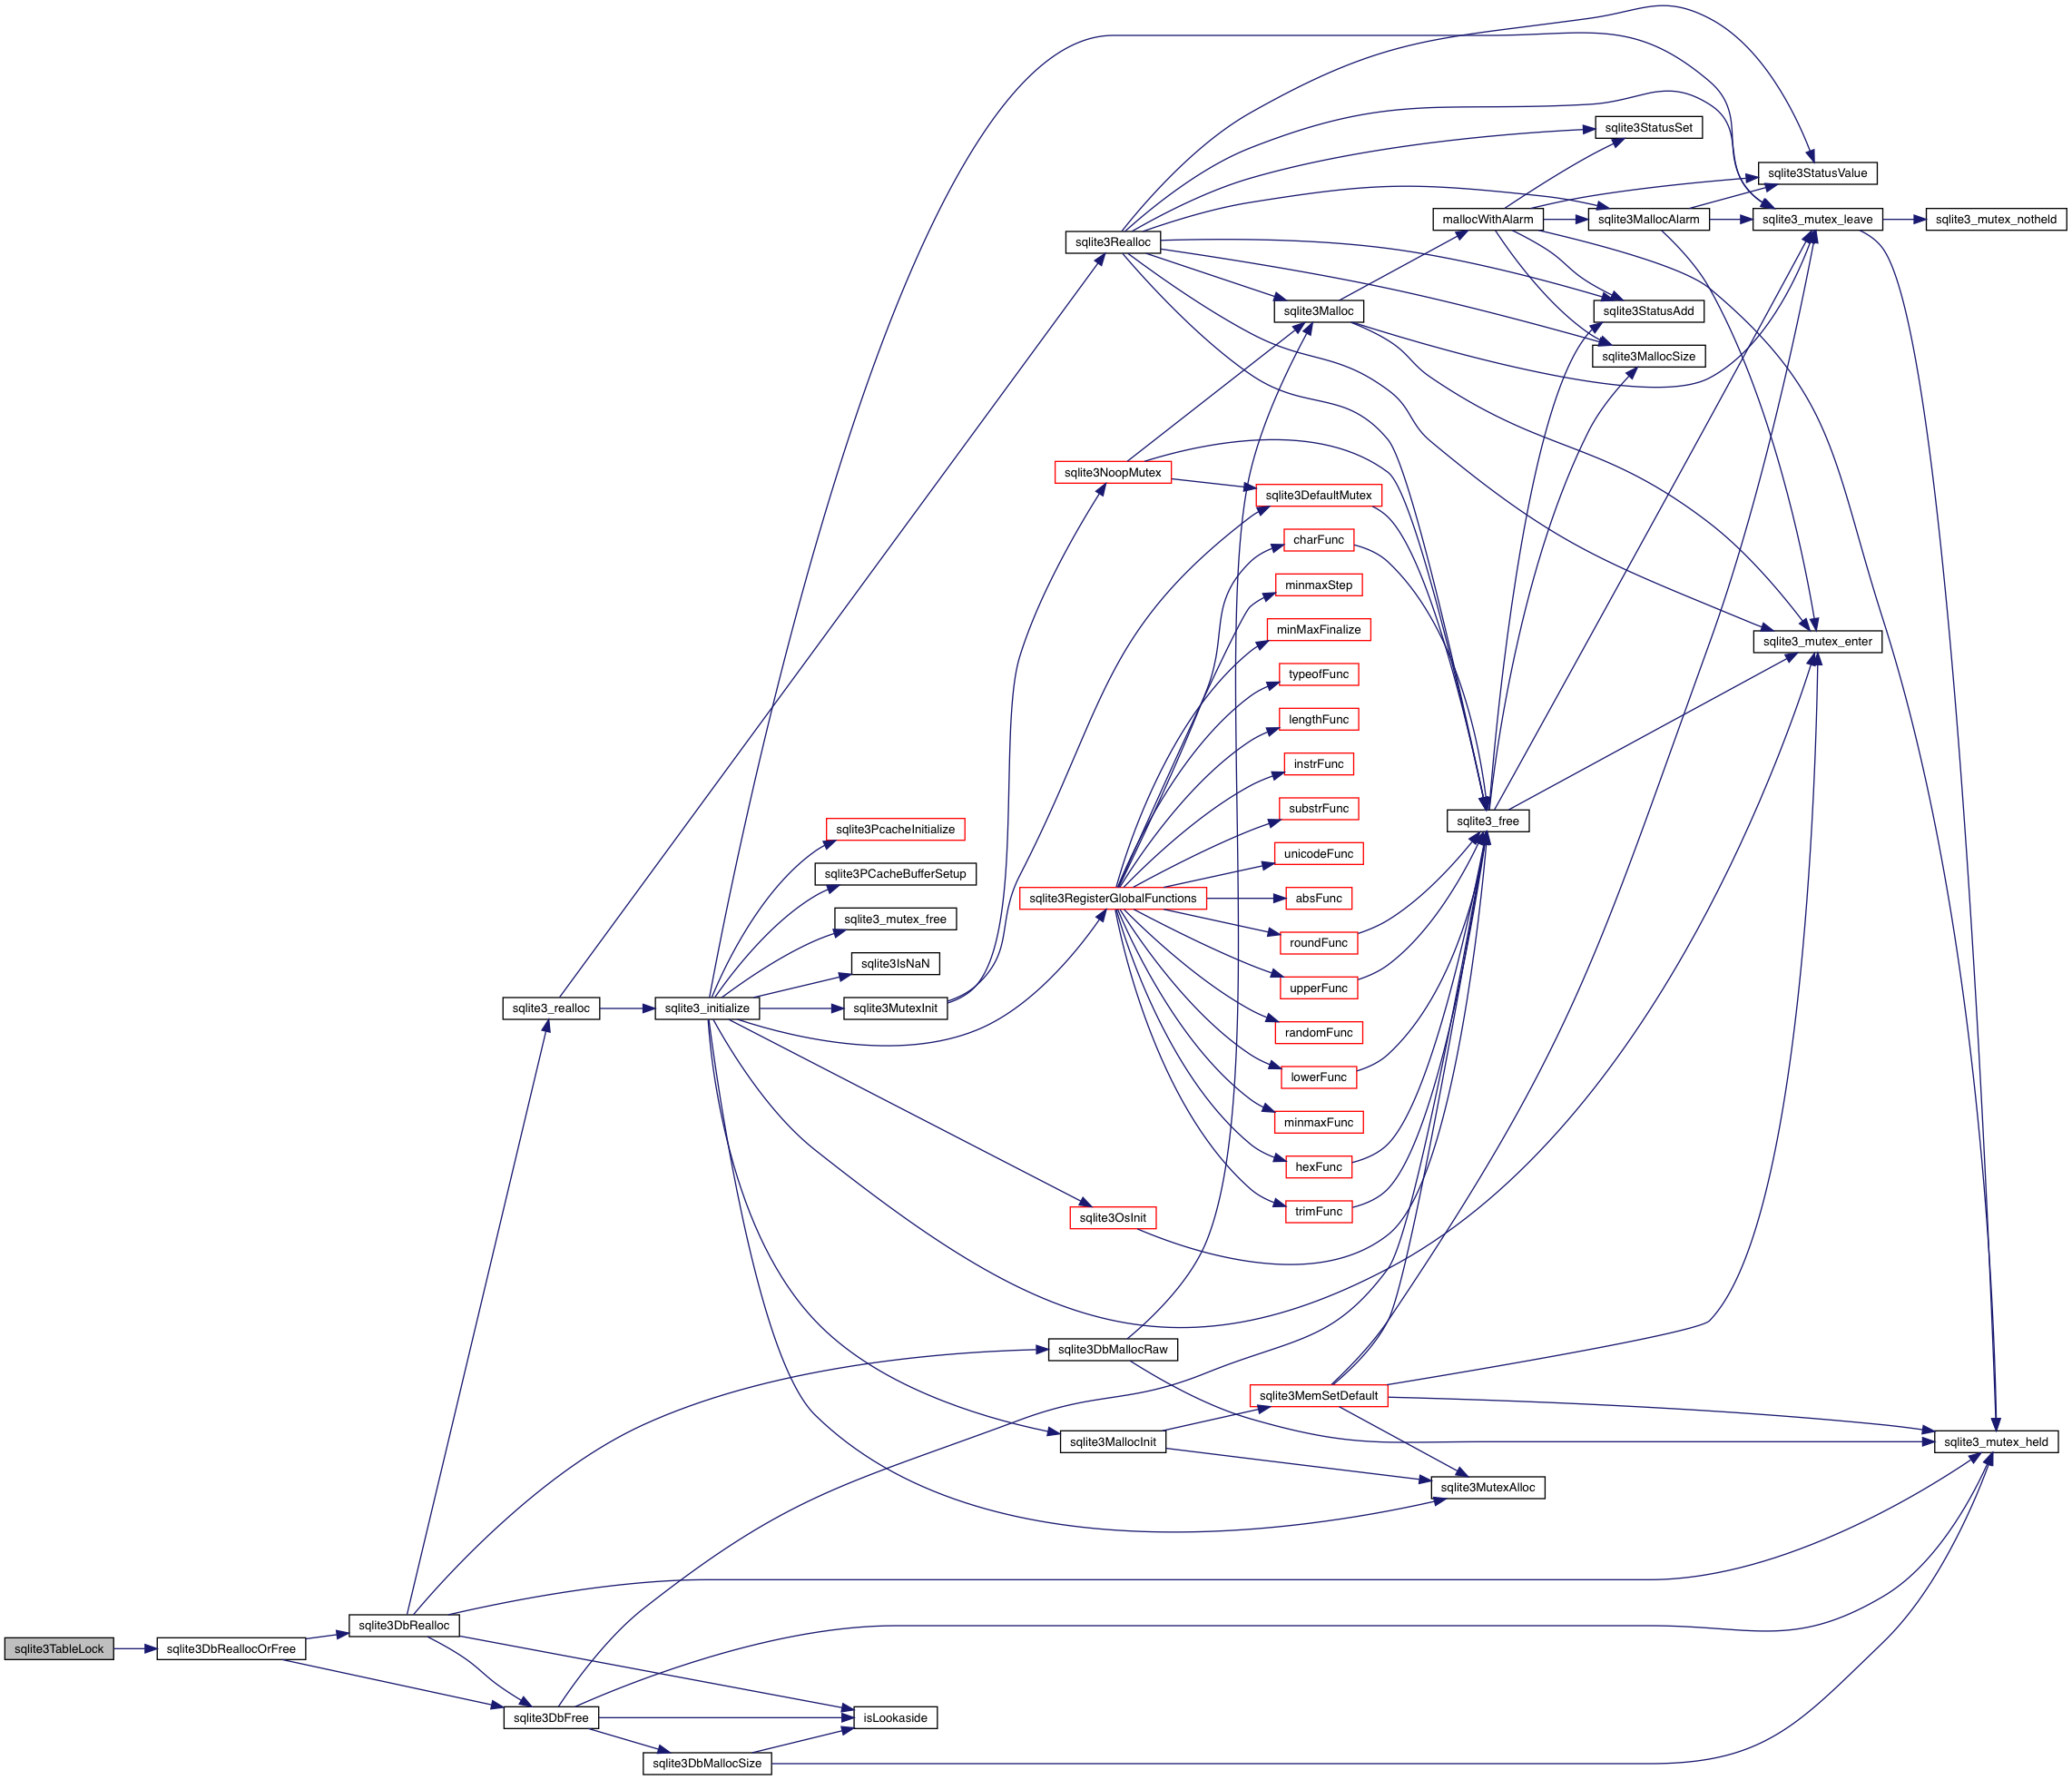 sqlite3StatusSet
sqlite3StatusValue
mallocWithAlarm
sqlite3MallocAlarm
sqlite3_mutex_leave
sqlite3_mutex_notheld
sqlite3Realloc
sqlite3Malloc
sqlite3StatusAdd
sqlite3MallocSize
sqlite3NoopMutex
sqlite3DefaultMutex
charFunc
minmaxStep
minMaxFinalize
sqlite3_mutex_enter
typeofFunc
lengthFunc
instrFunc
substrFunc
sqlite3_free
sqlite3PcacheInitialize
unicodeFunc
sqlite3PCacheBufferSetup
sqlite3RegisterGlobalFunctions
absFunc
sqlite3_mutex_free
roundFunc
sqlite3IsNaN
upperFunc
sqlite3_realloc
sqlite3_initialize
sqlite3MutexInit
randomFunc
lowerFunc
minmaxFunc
hexFunc
trimFunc
sqlite3OsInit
sqlite3DbMallocRaw
sqlite3MemSetDefault
sqlite3MallocInit
sqlite3_mutex_held
sqlite3MutexAlloc
sqlite3DbRealloc
sqlite3TableLock
sqlite3DbReallocOrFree
sqlite3DbFree
isLookaside
sqlite3DbMallocSize